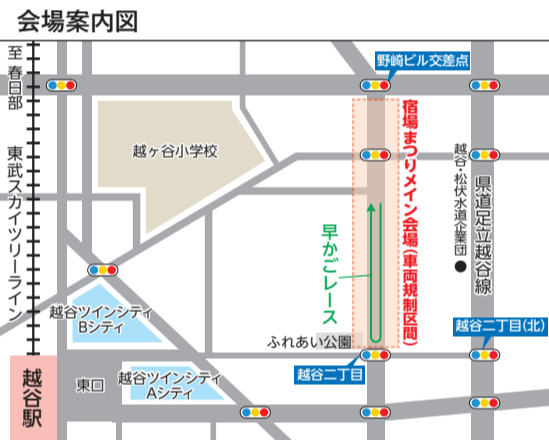 会場案内図
至 春日部
野崎ビル交差点
宿場まつりメイン会場(車両規制区間)
越ヶ谷小学校
東武スカイツリーライン
越谷・松伏水道企業団
県道足立越谷線
早かごレース
越谷ツインシティ
Bシティ
ふれあい公園
越谷二丁目(北)
越谷二丁目
越谷駅
東口
越谷ツインシティ
Aシティ